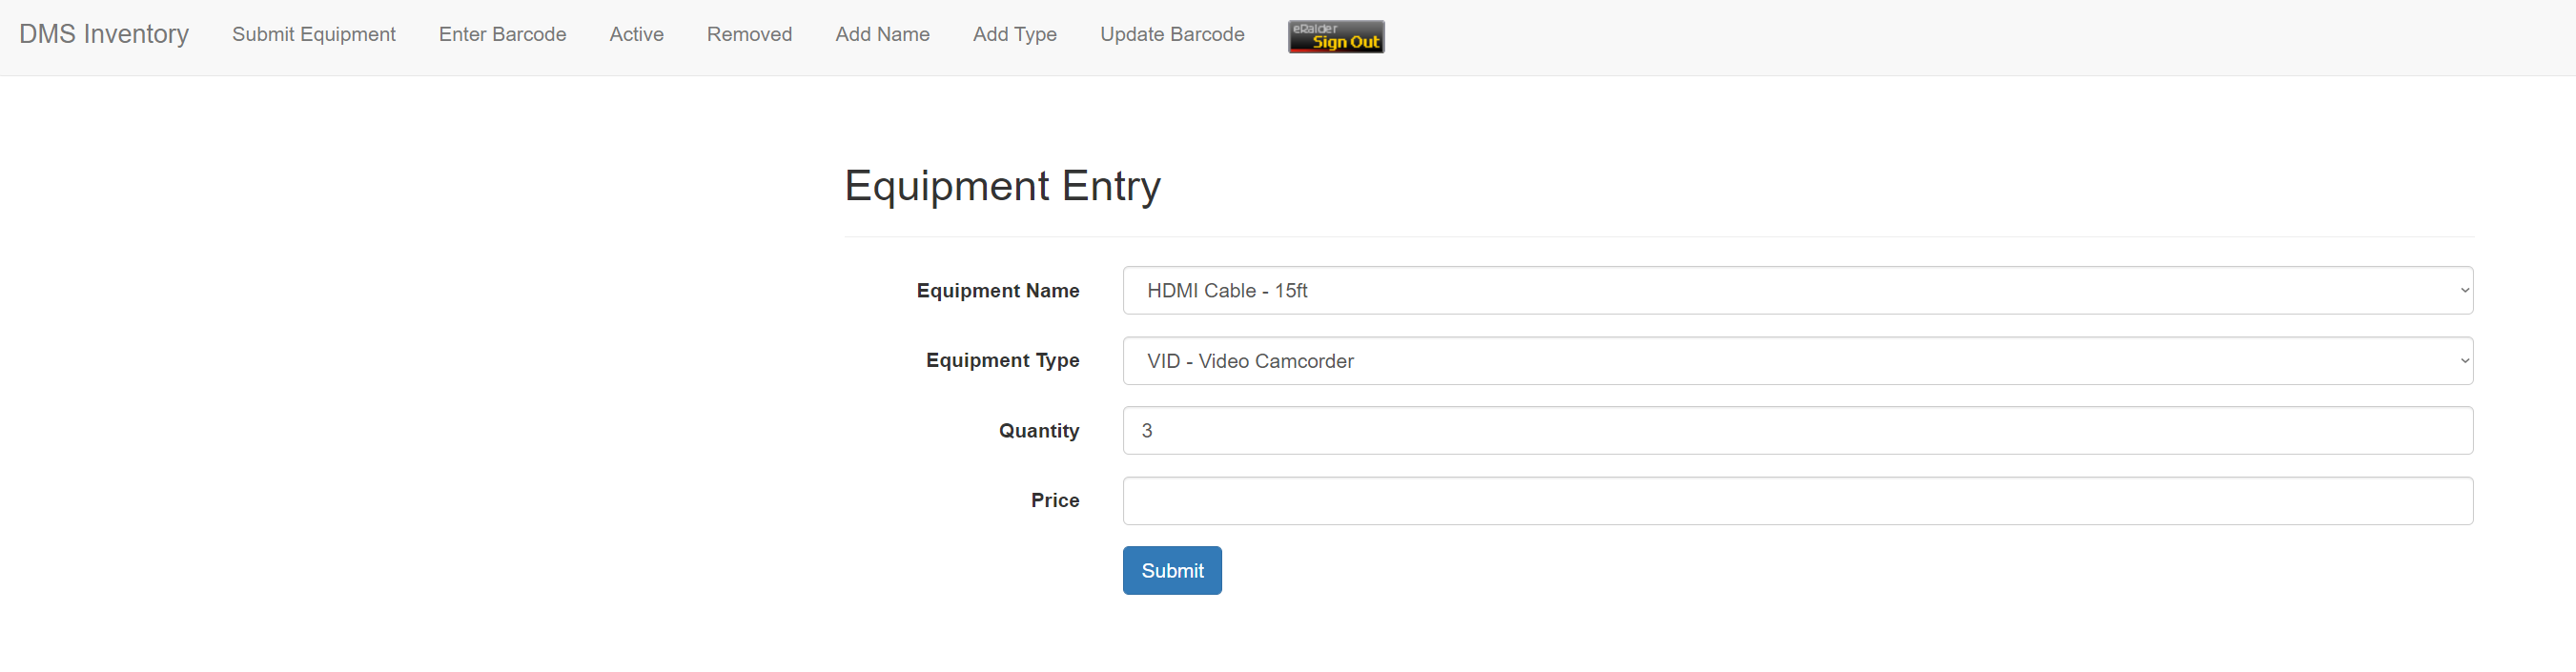 DMS Inventory Submit Equipment Enter Barcode Active Removed Add Name Add Type Update Barcode eRaider Sign Out
Equipment Entry
Equipment Name HDMI Cable - 15ft
Equipment Type VID - Video Camcorder
Quantity 3
Price
Submit